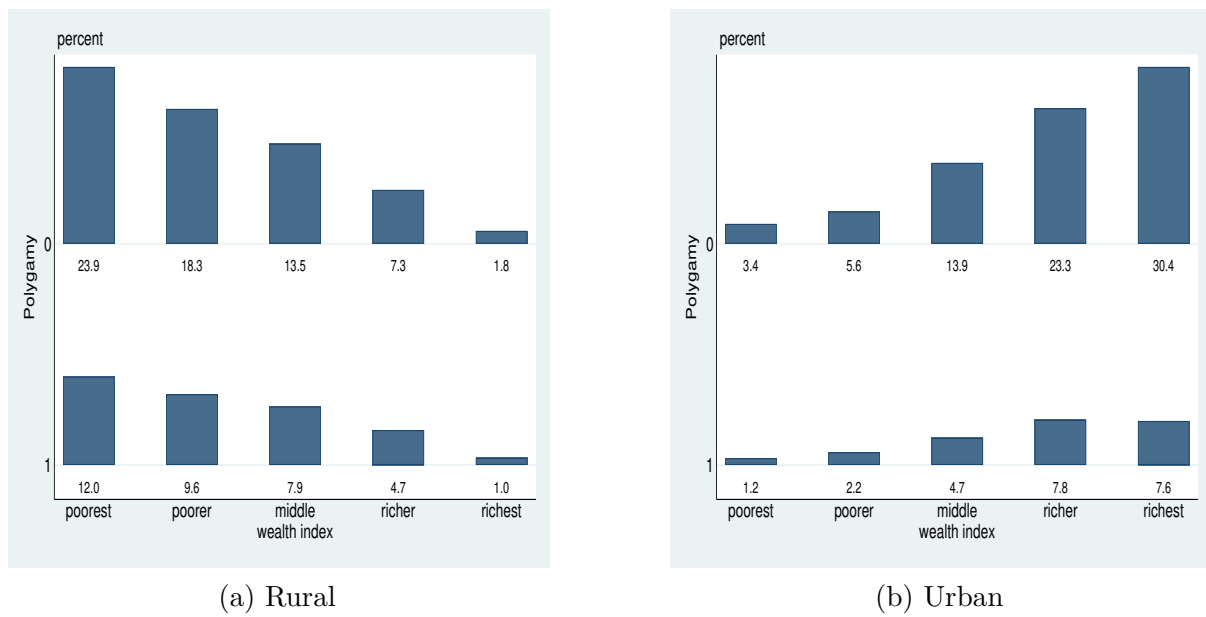 percent
Polygamy
0
23.9 18.3 13.5 7.3 1.8
1
12.0 9.6 7.9 4.7 1.0
poorest poorer middle richer richest
wealth index
(a) Rural
percent
Polygamy
0
3.4 5.6 13.9 23.3 30.4
1
1.2 2.2 4.7 7.8 7.6
poorest poorer middle richer richest
wealth index
(b) Urban